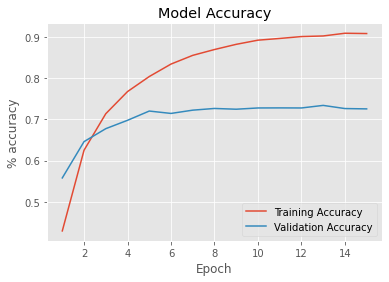 Model Accuracy
% accuracy
0.9
0.8
0.7
0.6
0.5
2 4 6 8 10 12 14
Epoch
Training Accuracy
Validation Accuracy